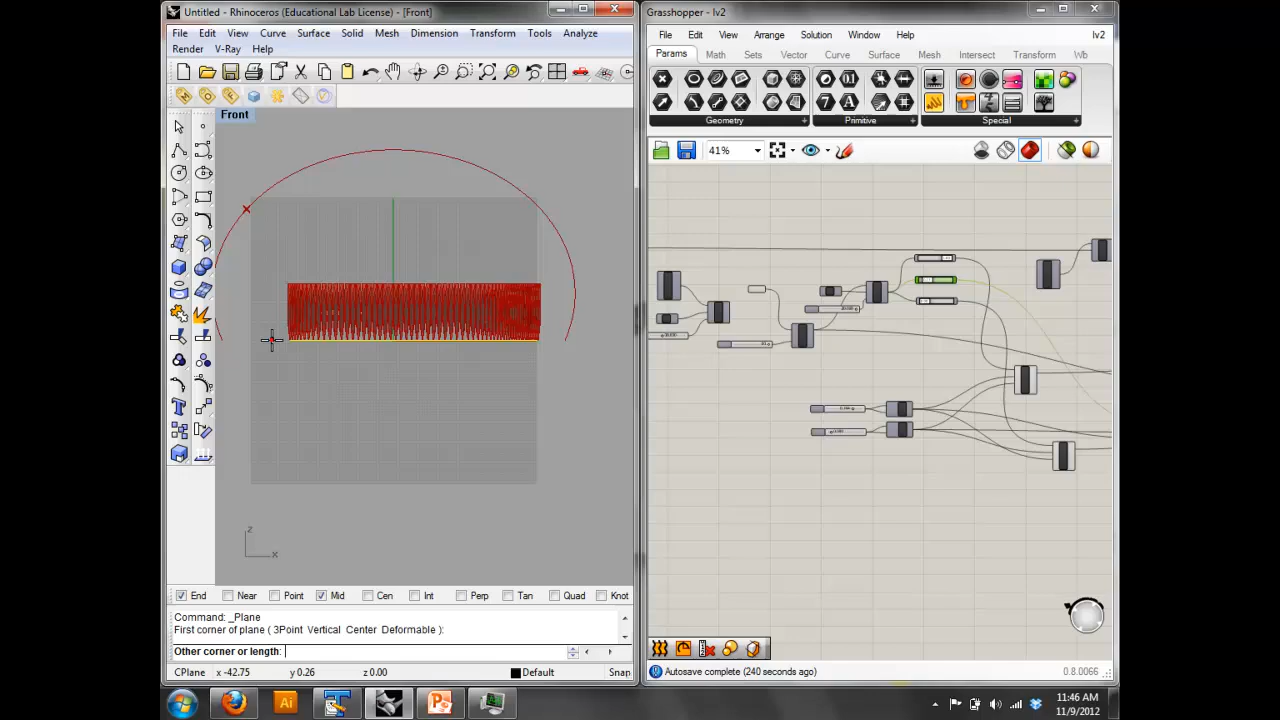 Untitled - Rhinoceros (Educational Lab License) - [Front]
File Edit View Curve Surface Solid Mesh Dimension Transform Tools Analyze
Render V-Ray Help
Front
z
x
End Near Point Mid Cen Int Perp Tan Quad Knot
Command: _Plane
First corner of plane ( 3Point Vertical Center Deformable ):
Other corner or length:
CPlane x -42.75 y 0.26 z 0.00 Default Snap
Grasshopper - lv2
File Edit View Arrange Solution Window Help lv2
Params Math Sets Vector Curve Surface Mesh Intersect Transform Wb
Geometry Primitive Special
41%
Autosave complete (240 seconds ago) 0.8.0066
11:46 AM
11/9/2012